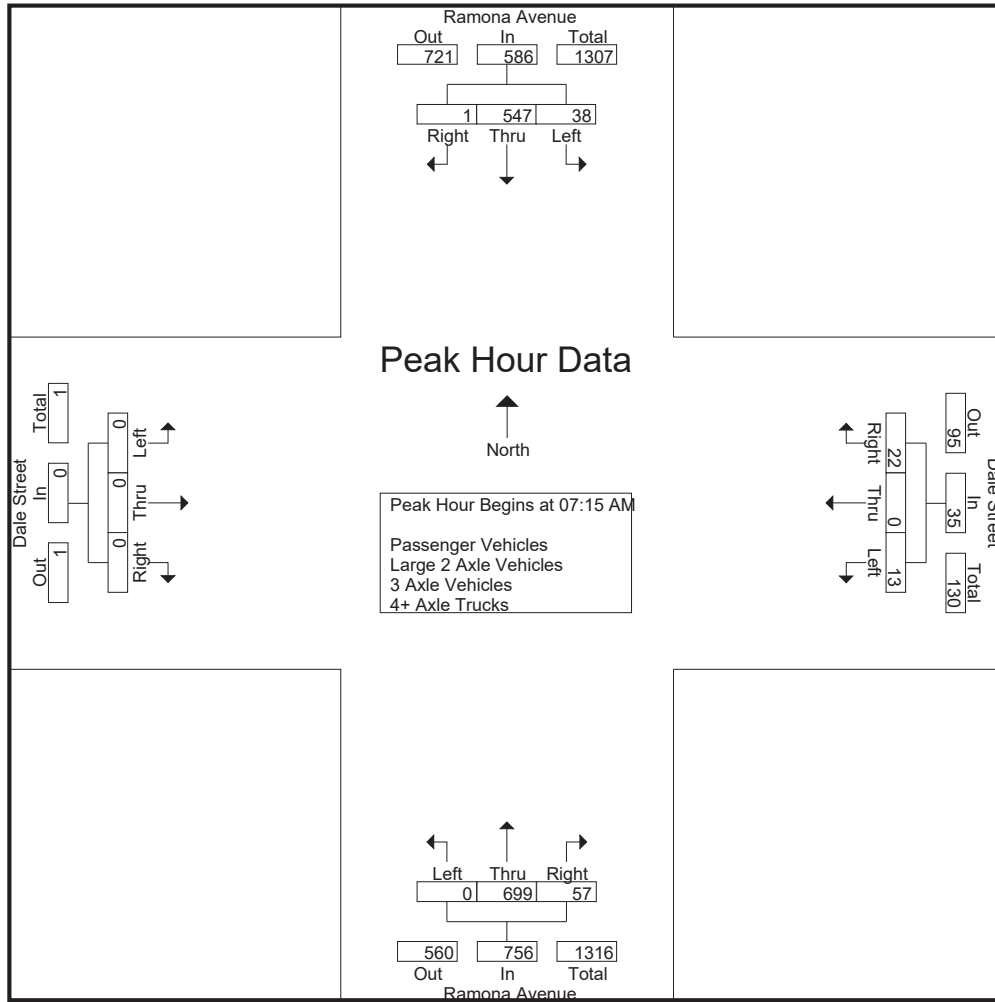 Ramona Avenue
Out In Total
721 586 1307
1 547 38
Right Thru Left
Peak Hour Data
North
Peak Hour Begins at 07:15 AM
Passenger Vehicles
Large 2 Axle Vehicles
3 Axle Vehicles
4+ Axle Trucks
Dale Street
Out In Total
1 0 1
Right Thru Left
0 0 0
Dale Street
Out In Total
95 35 130
22 0 13
Right Thru Left
Left Thru Right
0 699 57
560 756 1316
Out In Total
Ramona Avenue